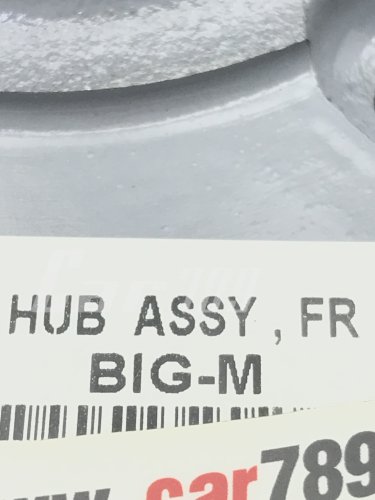 HUB ASSY , FR
BIG-M
car789